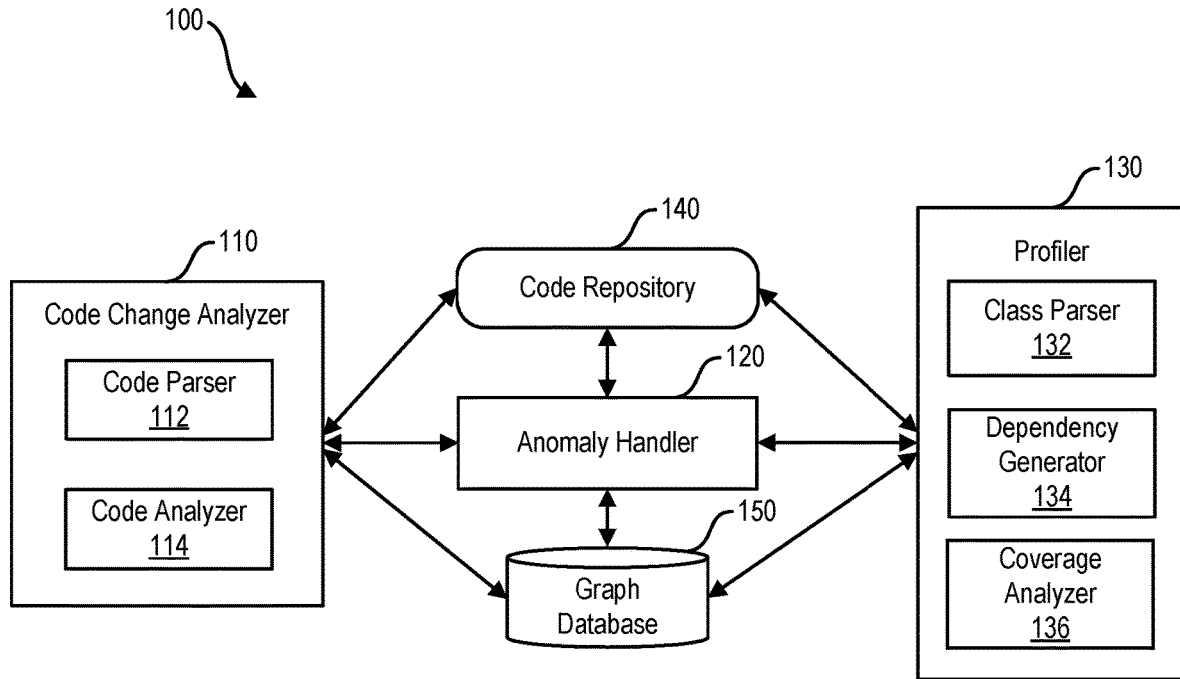 100
130
140
110
Profiler
Code Repository
Code Change Analyzer
Class Parser
132
Code Parser
112
120
Anomaly Handler
Dependency
Generator
134
Code Analyzer
114
150
Graph
Database
Coverage
Analyzer
136